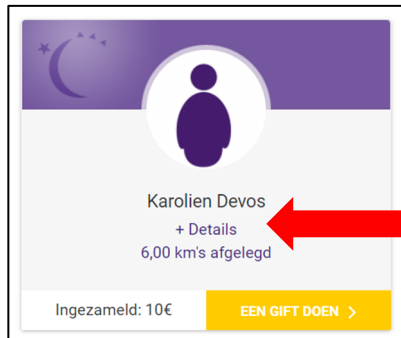 Karolien Devos
+ Details
6,00 km's afgelegd
Ingezameld: 10€
EEN GIFT DOEN >